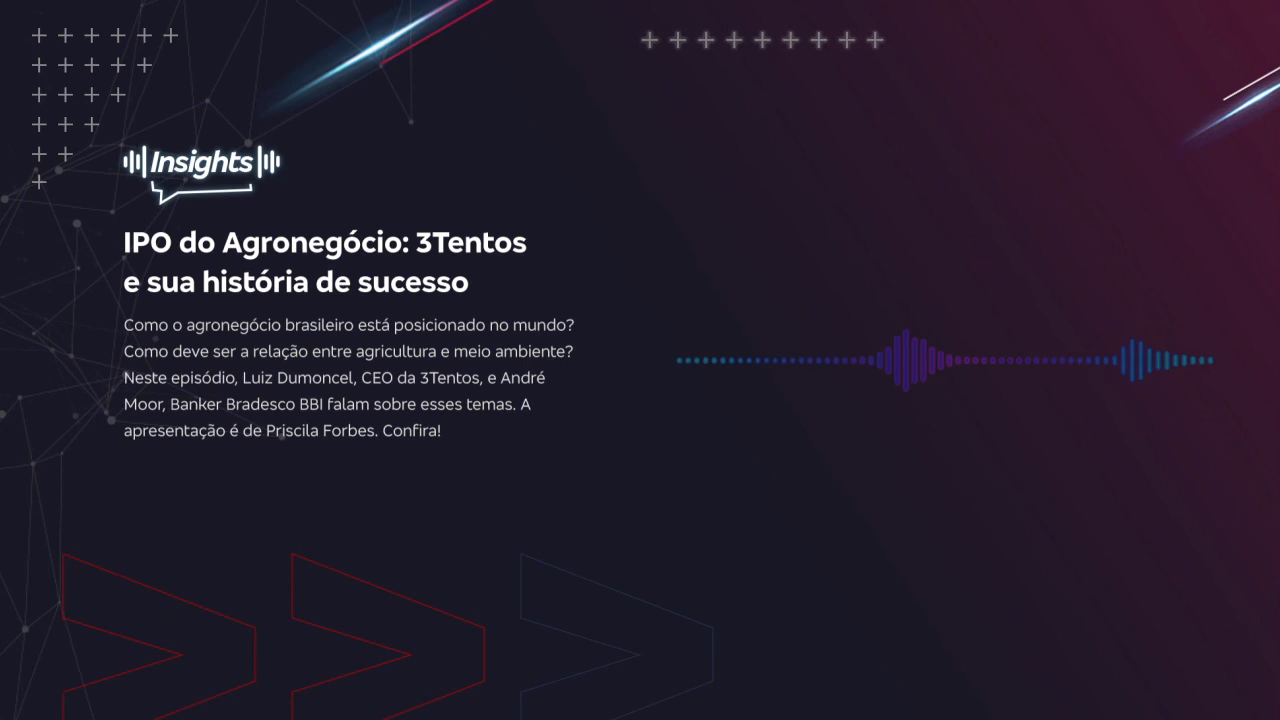 Insights
IPO do Agronegócio: 3Tentos
e sua história de sucesso
Como o agronegócio brasileiro está posicionado no mundo?
Como deve ser a relação entre agricultura e meio ambiente?
Neste episódio, Luiz Dumoncel, CEO da 3Tentos, e André
Moor, Banker Bradesco BBI falam sobre esses temas. A
apresentação é de Priscila Forbes. Confira!